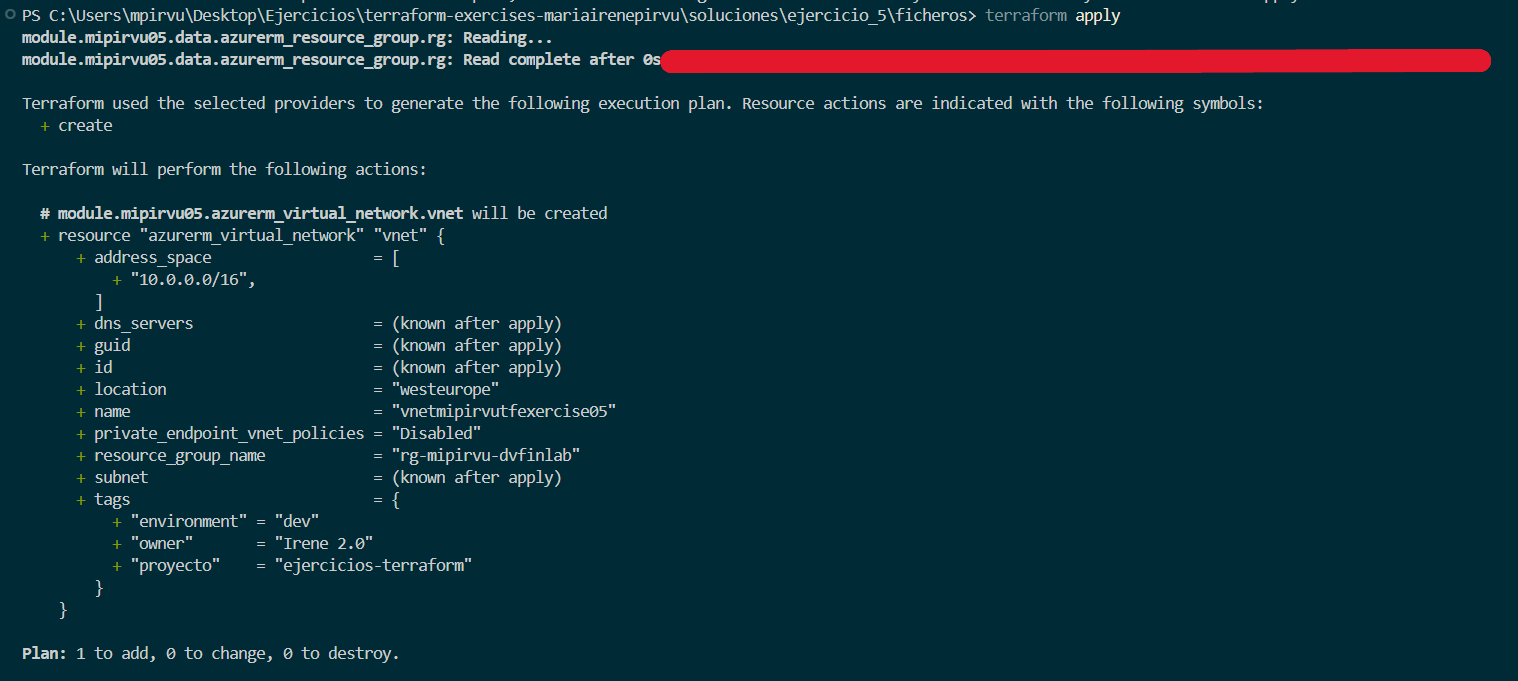 PS C:\Users\mpirvu\Desktop\Ejercicios\terraform-exercises-mariairenepirvu\soluciones\ejercicio_5\ficheros> terraform apply
module.mipirvu05.data.azurerm_resource_group.rg: Reading...
module.mipirvu05.data.azurerm_resource_group.rg: Read complete after 0s
Terraform used the selected providers to generate the following execution plan. Resource actions are indicated with the following symbols:
+ create
Terraform will perform the following actions:
# module.mipirvu05.azurerm_virtual_network.vnet will be created
+ resource "azurerm_virtual_network" "vnet" {
+ address_space = [
+ "10.0.0.0/16",
]
+ dns_servers = (known after apply)
+ guid = (known after apply)
+ id = (known after apply)
+ location = "westeurope"
+ name = "vnetmipirvutfexercise05"
+ private_endpoint_vnet_policies = "Disabled"
+ resource_group_name = "rg-mipirvu-dvfinlab"
+ subnet = (known after apply)
+ tags = {
+ "environment" = "dev"
+ "owner" = "Irene 2.0"
+ "proyecto" = "ejercicios-terraform"
}
}
Plan: 1 to add, 0 to change, 0 to destroy.